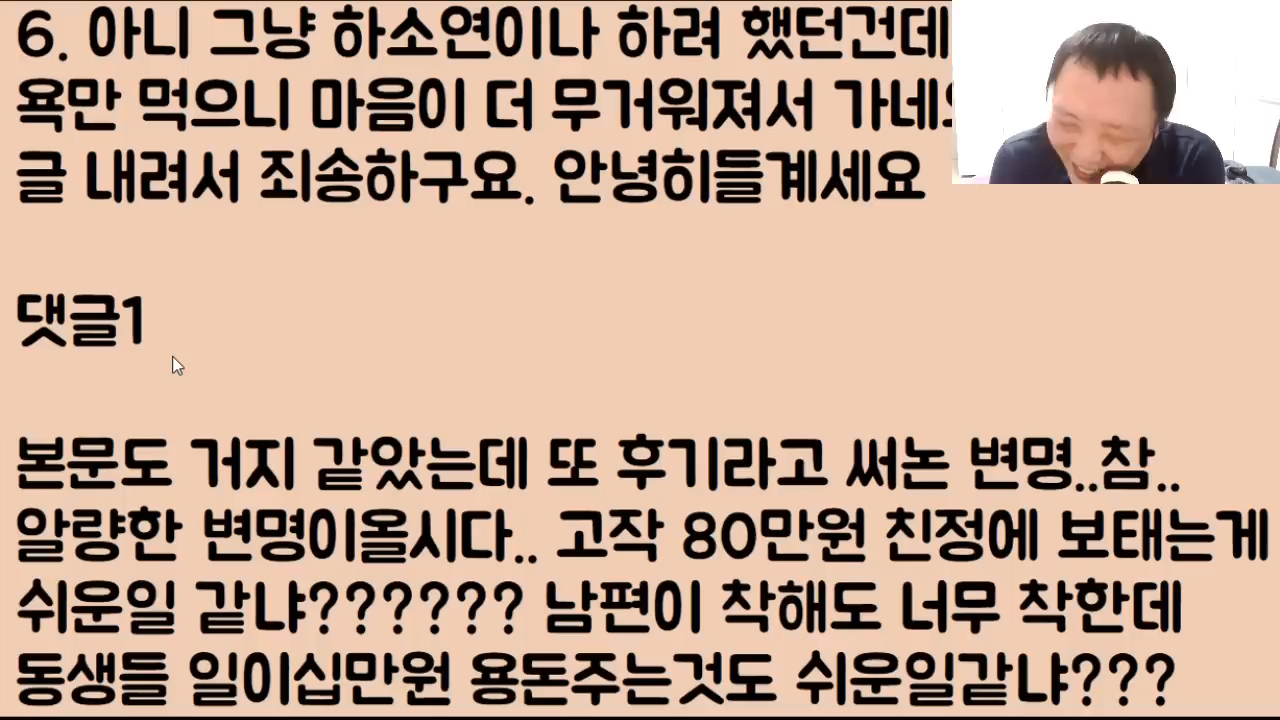 6. 아니 그냥 하소연이나 하려 했던건데
욕만 먹으니 마음이 더 무거워져서
글 내려서 죄송하구요. 안녕히들계세요
댓글1
본문도 거지 같았는데 또 후기라고 써논 변명..참..
알량한 변명이올시다.. 고작 80만원 친정에 보태는게
쉬운일 같냐?????? 남편이 착해도 너무 착한데
동생들 일이십만원 용돈주는것도 쉬운일같냐???